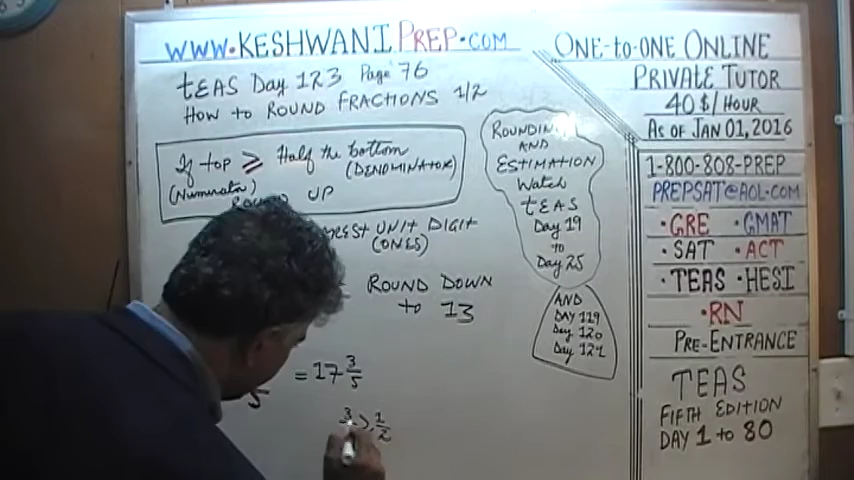 WWW.KESHWANIPREP.COM
tEAS Day 123 Page 76
HOW to ROUND FRACTIONS 1/2
If top ≥ Half the bottom
(Numerator) (DENOMINATOR)
UP
UNIT DIGIT
(ONES)
ROUND DOWN
to 13
= 17 3/5
5
3 > 1/2
AND
ESTIMATION
Watch
tEAS
Day 19
to
Day 25
AND
DAY 119
Day 120
Day 121
ONE-to-ONE ONLINE
PRIVATE TUTOR
40 $/HOUR
AS OF JAN 01, 2016
1-800-808-PREP
PREPSAT@AOL.COM
• GRE • GMAT
• SAT • ACT
• TEAS • HESI
• RN
PRE-ENTRANCE
TEAS
FIFTH EDITION
DAY 1 to 80